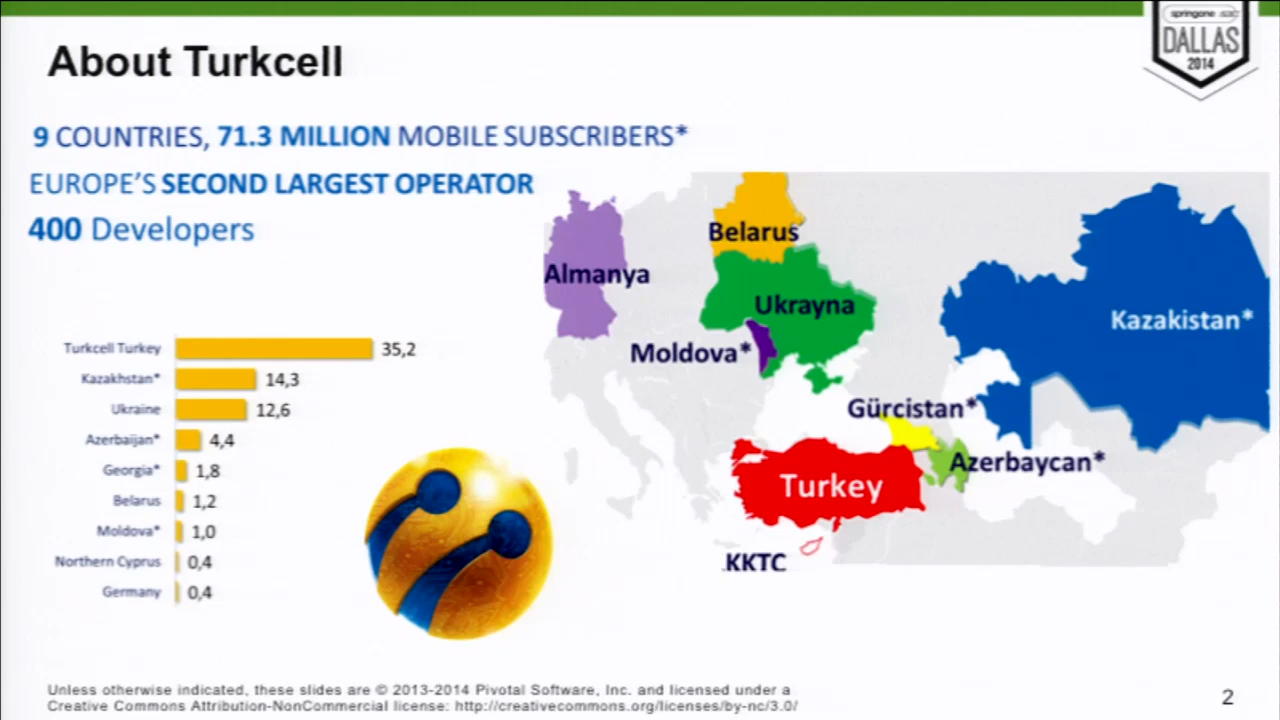 springone 2GX
DALLAS
2014
About Turkcell
9 COUNTRIES, 71.3 MILLION MOBILE SUBSCRIBERS*
EUROPE'S SECOND LARGEST OPERATOR
400 Developers
Turkcell Turkey 35,2
Kazakhstan* 14,3
Ukraine 12,6
Azerbaijan* 4,4
Georgia* 1,8
Belarus 1,2
Moldova* 1,0
Northern Cyprus 0,4
Germany 0,4
Belarus
Almanya
Ukrayna
Kazakistan*
Moldova*
Gürcistan*
Azerbaycan*
Turkey
KKTC
Unless otherwise indicated, these slides are © 2013-2014 Pivotal Software, Inc. and licensed under a
Creative Commons Attribution-NonCommercial license: http://creativecommons.org/licenses/by-nc/3.0/
2